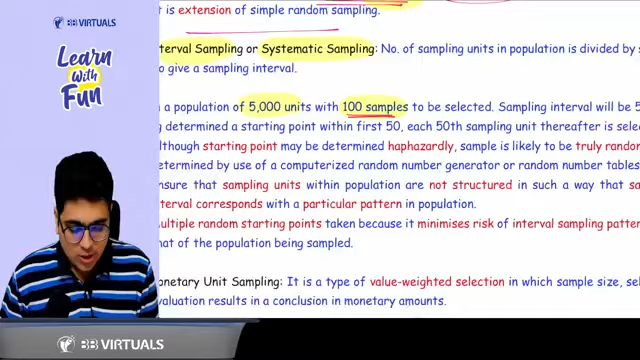 BB VIRTUALS
Learn
With
Fun
t is extension of simple random sampling.
terval Sampling or Systematic Sampling: No. of sampling units in population is divided by s
o give a sampling interval.
a population of 5,000 units with 100 samples to be selected. Sampling interval will be 5
g determined a starting point within first 50, each 50th sampling unit thereafter is selec
lthough starting point may be determined haphazardly, sample is likely to be truly random
etermined by use of a computerized random number generator or random number tables
nsure that sampling units within population are not structured in such a way that sa
terval corresponds with a particular pattern in population.
ultiple random starting points taken because it minimises risk of interval sampling patter
hat of the population being sampled.
onetary Unit Sampling: It is a type of value-weighted selection in which sample size, sel
valuation results in a conclusion in monetary amounts.
BB VIRTUALS